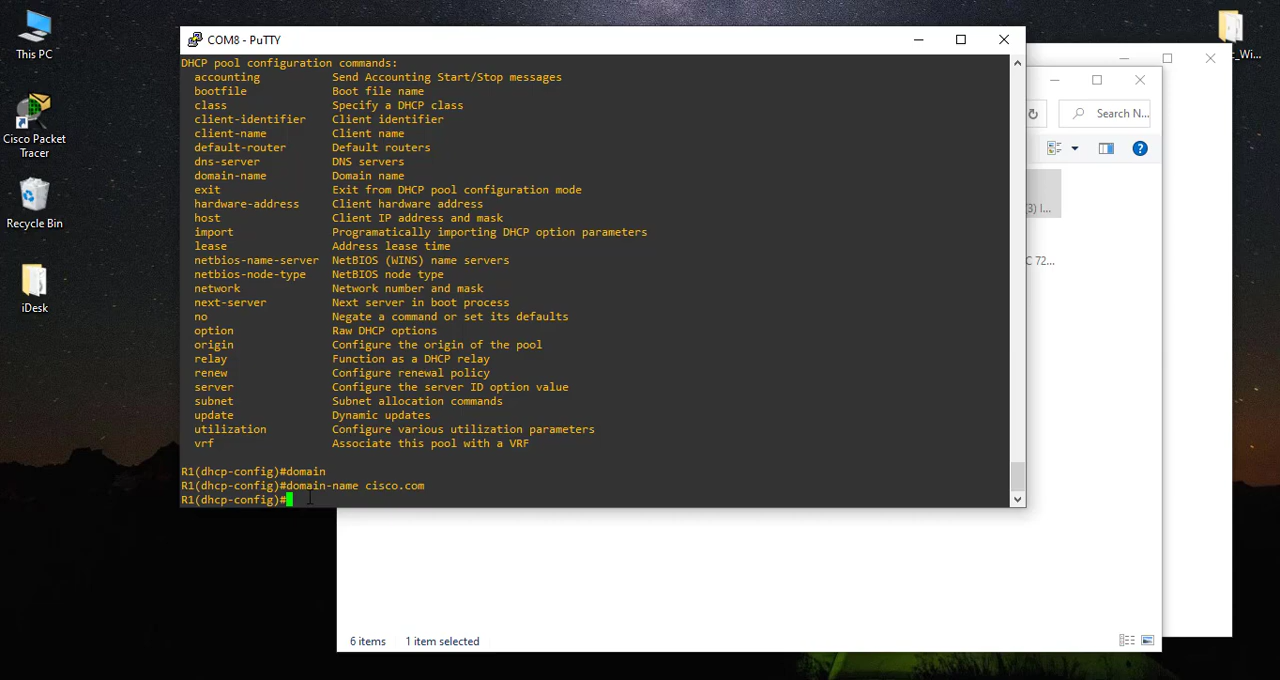 This PC
Cisco Packet
Tracer
Recycle Bin
iDesk
COM8 - PuTTY
DHCP pool configuration commands:
accounting Send Accounting Start/Stop messages
bootfile Boot file name
class Specify a DHCP class
client-identifier Client identifier
client-name Client name
default-router Default routers
dns-server DNS servers
domain-name Domain name
exit Exit from DHCP pool configuration mode
hardware-address Client hardware address
host Client IP address and mask
import Programatically importing DHCP option parameters
lease Address lease time
netbios-name-server NetBIOS (WINS) name servers
netbios-node-type NetBIOS node type
network Network number and mask
next-server Next server in boot process
no Negate a command or set its defaults
option Raw DHCP options
origin Configure the origin of the pool
relay Function as a DHCP relay
renew Configure renewal policy
server Configure the server ID option value
subnet Subnet allocation commands
update Dynamic updates
utilization Configure various utilization parameters
vrf Associate this pool with a VRF
R1(dhcp-config)#domain
R1(dhcp-config)#domain-name cisco.com
R1(dhcp-config)#
Search N...
(3) I...
C 72...
c_Wi...
6 items 1 item selected